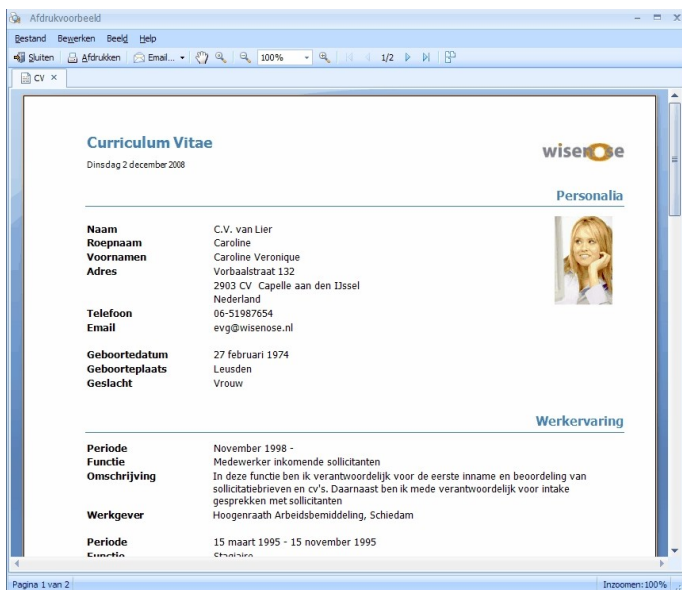 Afdrukvoorbeeld
Bestand Bewerken Beeld Help
Sluiten Afdrukken Email... 100% 1/2
CV
Curriculum Vitae
Dinsdag 2 december 2008
wisenose
Personalia
Naam C.V. van Lier
Roepnaam Caroline
Voornamen Caroline Veronique
Adres Vorbaalstraat 132
2903 CV Capelle aan den IJssel
Nederland
Telefoon 06-51987654
Email evg@wisenose.nl
Geboortedatum 27 februari 1974
Geboorteplaats Leusden
Geslacht Vrouw
Werkervaring
Periode November 1998 -
Functie Medewerker inkomende sollicitanten
Omschrijving In deze functie ben ik verantwoordelijk voor de eerste inname en beoordeling van
sollicitatiebrieven en cv's. Daarnaast ben ik mede verantwoordelijk voor intake
gesprekken met sollicitanten
Werkgever Hoogenraath Arbeidsbemiddeling, Schiedam
Periode 15 maart 1995 - 15 november 1995
Functie Stagiaire
Pagina 1 van 2 Inzoomen:100%